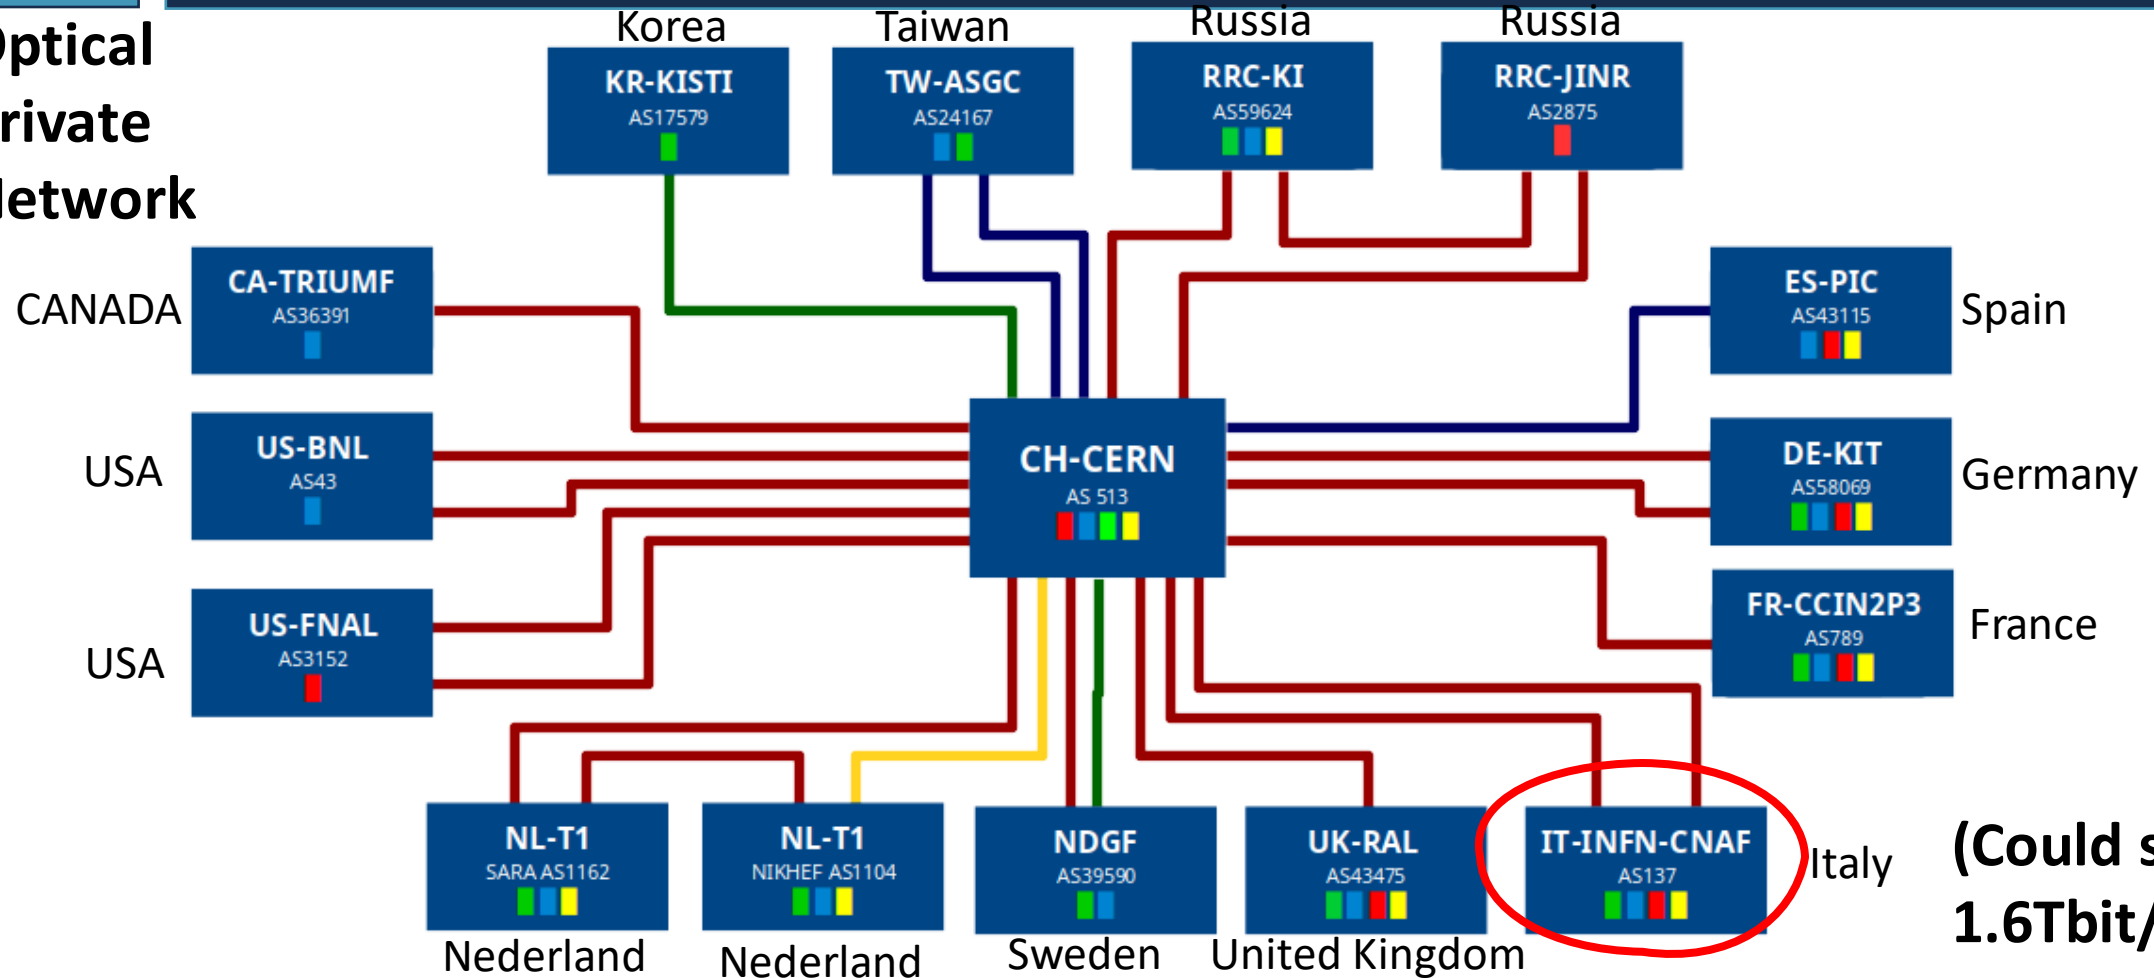 Korea
Taiwan
Russia
Russia
Optical
Private
Network
KR-KISTI
AS17579
TW-ASGC
AS24167
RRC-KI
AS59624
RRC-JINR
AS2875
CANADA
CA-TRIUMF
AS36391
ES-PIC
AS43115
Spain
USA
US-BNL
AS43
CH-CERN
AS 513
DE-KIT
AS58069
Germany
USA
US-FNAL
AS3152
FR-CCIN2P3
AS789
France
NL-T1
SARA AS1162
NL-T1
NIKHEF AS1104
NDGF
AS39590
UK-RAL
AS43475
IT-INFN-CNAF
AS137
Italy
(Could
1.6Tbit/
Nederland
Nederland
Sweden
United Kingdom